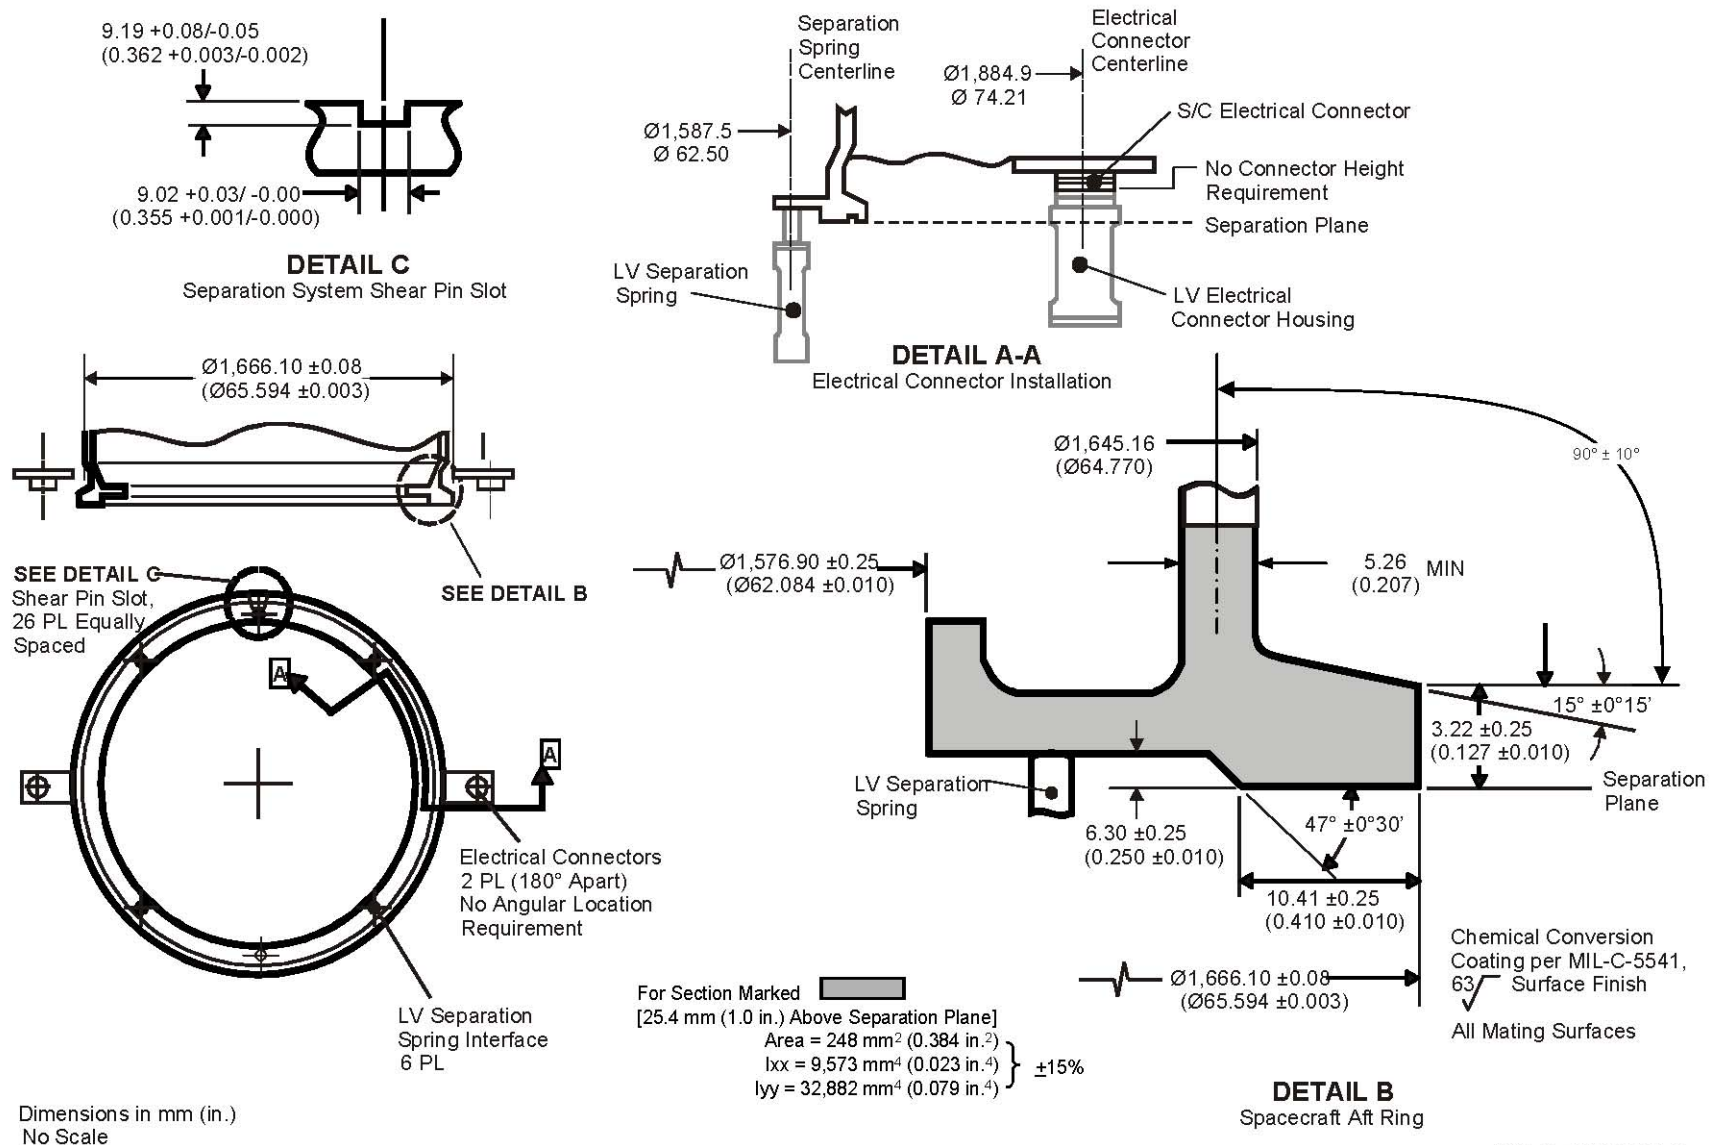 9.19 +0.08/-0.05
(0.362 +0.003/-0.002)
9.02 +0.03/ -0.00
(0.355 +0.001/-0.000)
DETAIL C
Separation System Shear Pin Slot
Separation
Spring
Centerline
Electrical
Connector
Centerline
Ø1,884.9
Ø 74.21
Ø1,587.5
Ø 62.50
S/C Electrical Connector
No Connector Height
Requirement
Separation Plane
LV Separation
Spring
LV Electrical
Connector Housing
DETAIL A-A
Electrical Connector Installation
Ø1,666.10 ±0.08
(Ø65.594 ±0.003)
SEE DETAIL B
SEE DETAIL C
Shear Pin Slot,
26 PL Equally
Spaced
A
A
Electrical Connectors
2 PL (180° Apart)
No Angular Location
Requirement
LV Separation
Spring Interface
6 PL
Dimensions in mm (in.)
No Scale
Ø1,645.16
(Ø64.770)
90° ± 10°
Ø1,576.90 ±0.25
(Ø62.084 ±0.010)
5.26 MIN
(0.207)
15° ±0°15'
3.22 ±0.25
(0.127 ±0.010)
Separation
Plane
LV Separation
Spring
6.30 ±0.25
(0.250 ±0.010)
47° ±0°30'
10.41 ±0.25
(0.410 ±0.010)
Ø1,666.10 ±0.08
(Ø65.594 ±0.003)
Chemical Conversion
Coating per MIL-C-5541,
63 Surface Finish
All Mating Surfaces
For Section Marked
[25.4 mm (1.0 in.) Above Separation Plane]
Area = 248 mm² (0.384 in.²)
Ixx = 9,573 mm⁴ (0.023 in.⁴)
Iyy = 32,882 mm⁴ (0.079 in.⁴)
±15%
DETAIL B
Spacecraft Aft Ring